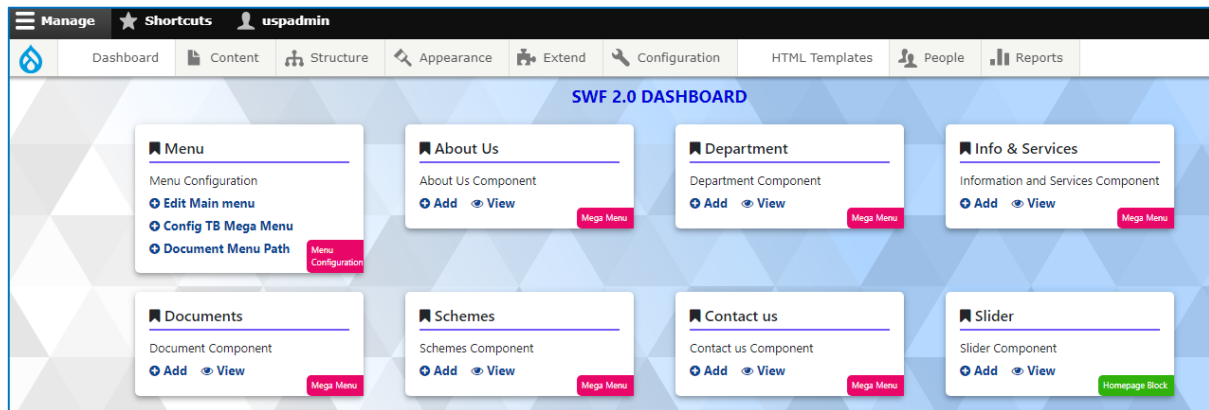 Manage Shortcuts uspadmin
Dashboard Content Structure Appearance Extend Configuration HTML Templates People Reports
SWF 2.0 DASHBOARD
Menu
Menu Configuration
Edit Main menu
Config TB Mega Menu
Document Menu Path
Menu
Configuration
About Us
About Us Component
Add View
Mega Menu
Department
Department Component
Add View
Mega Menu
Info & Services
Information and Services Component
Add View
Mega Menu
Documents
Document Component
Add View
Mega Menu
Schemes
Schemes Component
Add View
Mega Menu
Contact us
Contact us Component
Add View
Mega Menu
Slider
Slider Component
Add View
Homepage Block